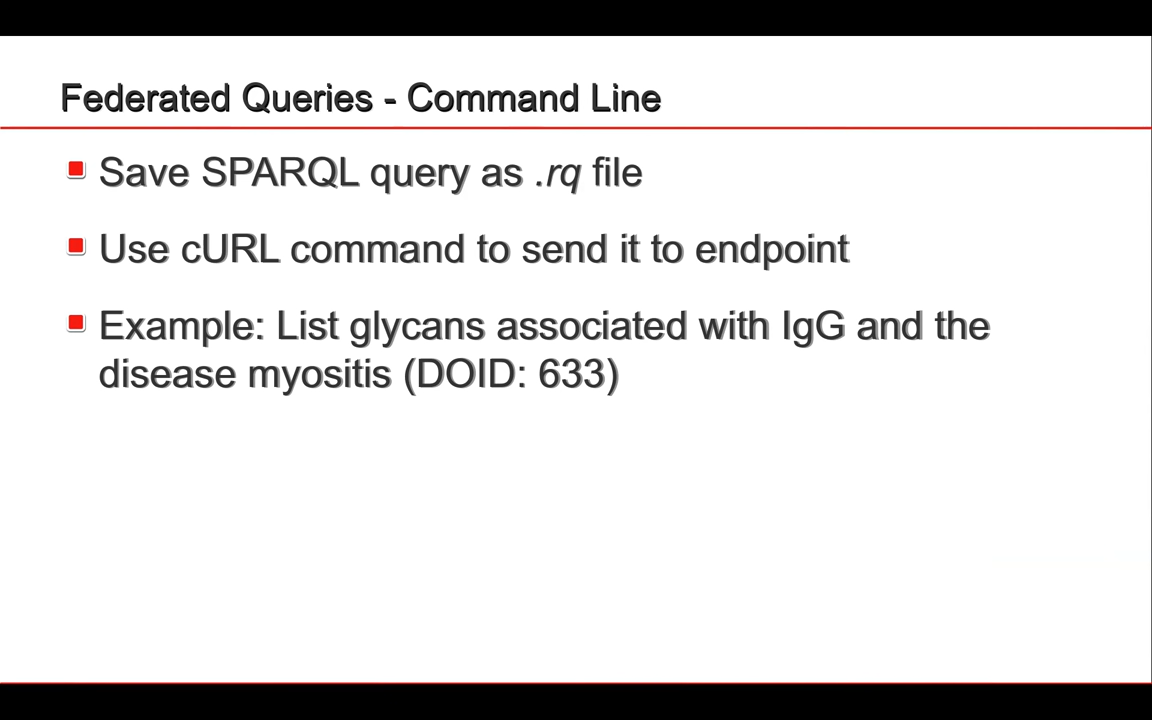 Federated Queries - Command Line
Save SPARQL query as .rq file
Use cURL command to send it to endpoint
Example: List glycans associated with IgG and the
disease myositis (DOID: 633)